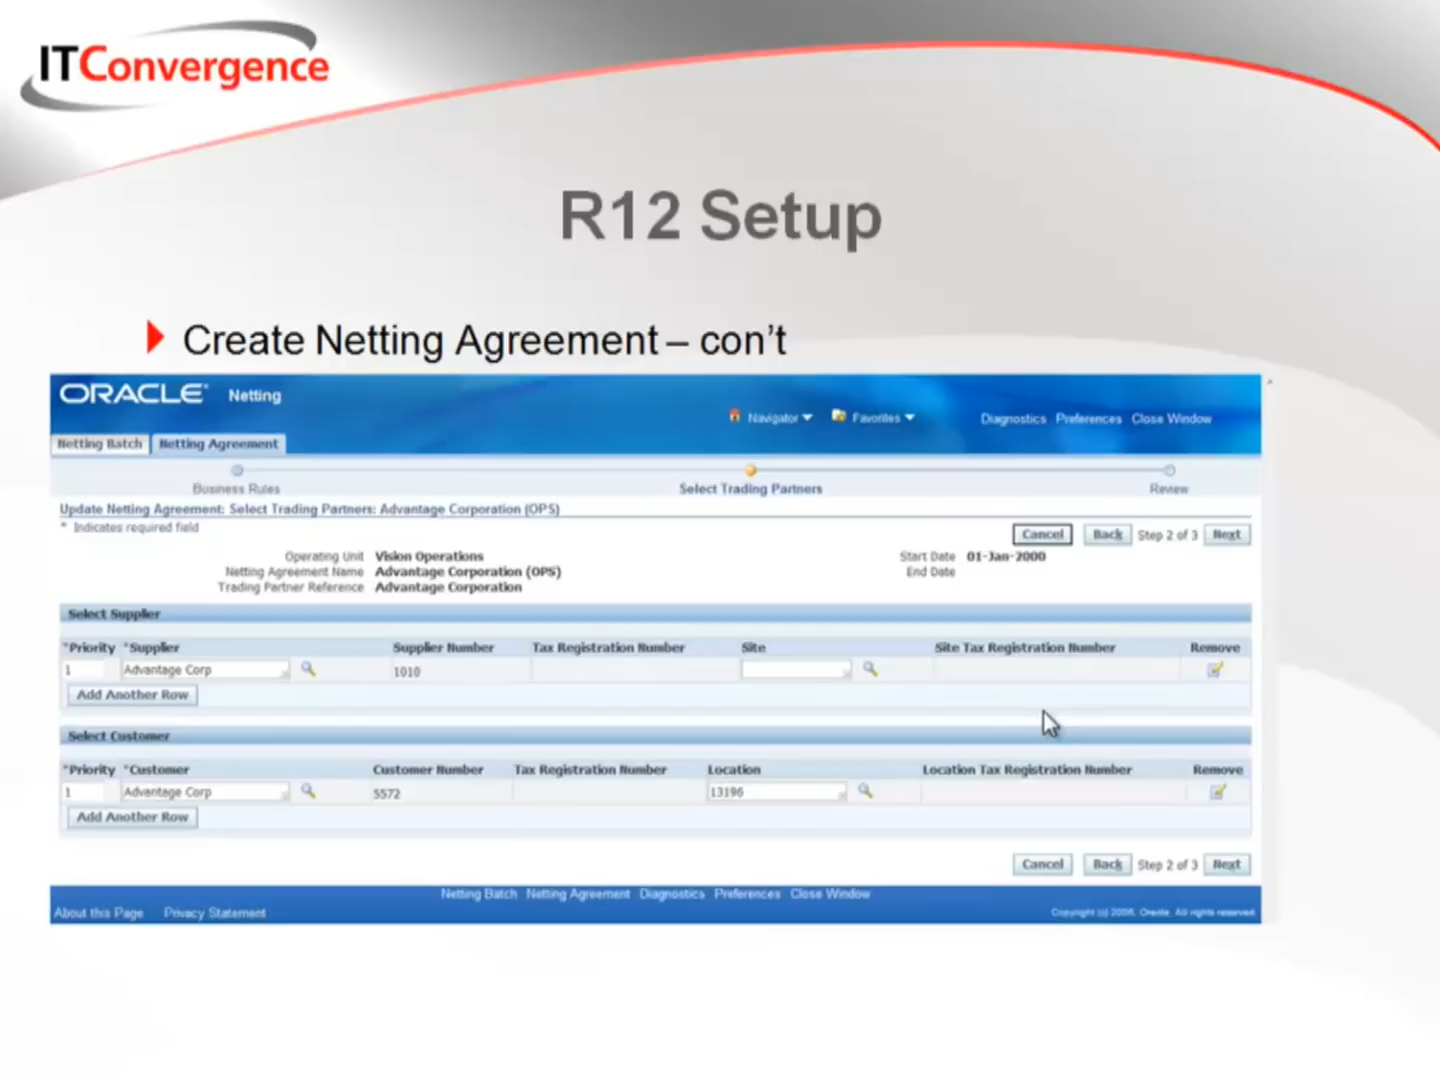 ITConvergence
R12 Setup
Create Netting Agreement – con't
ORACLE Netting
Navigator Favorites Diagnostics Preferences Close Window
Netting Batch Netting Agreement
Business Rules Select Trading Partners Review
Update Netting Agreement: Select Trading Partners: Advantage Corporation (OPS)
* Indicates required field
Cancel Back Step 2 of 3 Next
Operating Unit Vision Operations Start Date 01-Jan-2000
Netting Agreement Name Advantage Corporation (OPS) End Date
Trading Partner Reference Advantage Corporation
Select Supplier
*Priority *Supplier Supplier Number Tax Registration Number Site Site Tax Registration Number Remove
1 Advantage Corp 1010
Add Another Row
Select Customer
*Priority *Customer Customer Number Tax Registration Number Location Location Tax Registration Number Remove
1 Advantage Corp 5572 13196
Add Another Row
Cancel Back Step 2 of 3 Next
Netting Batch Netting Agreement Diagnostics Preferences Close Window
About this Page Privacy Statement Copyright (c) 2006, Oracle. All rights reserved.